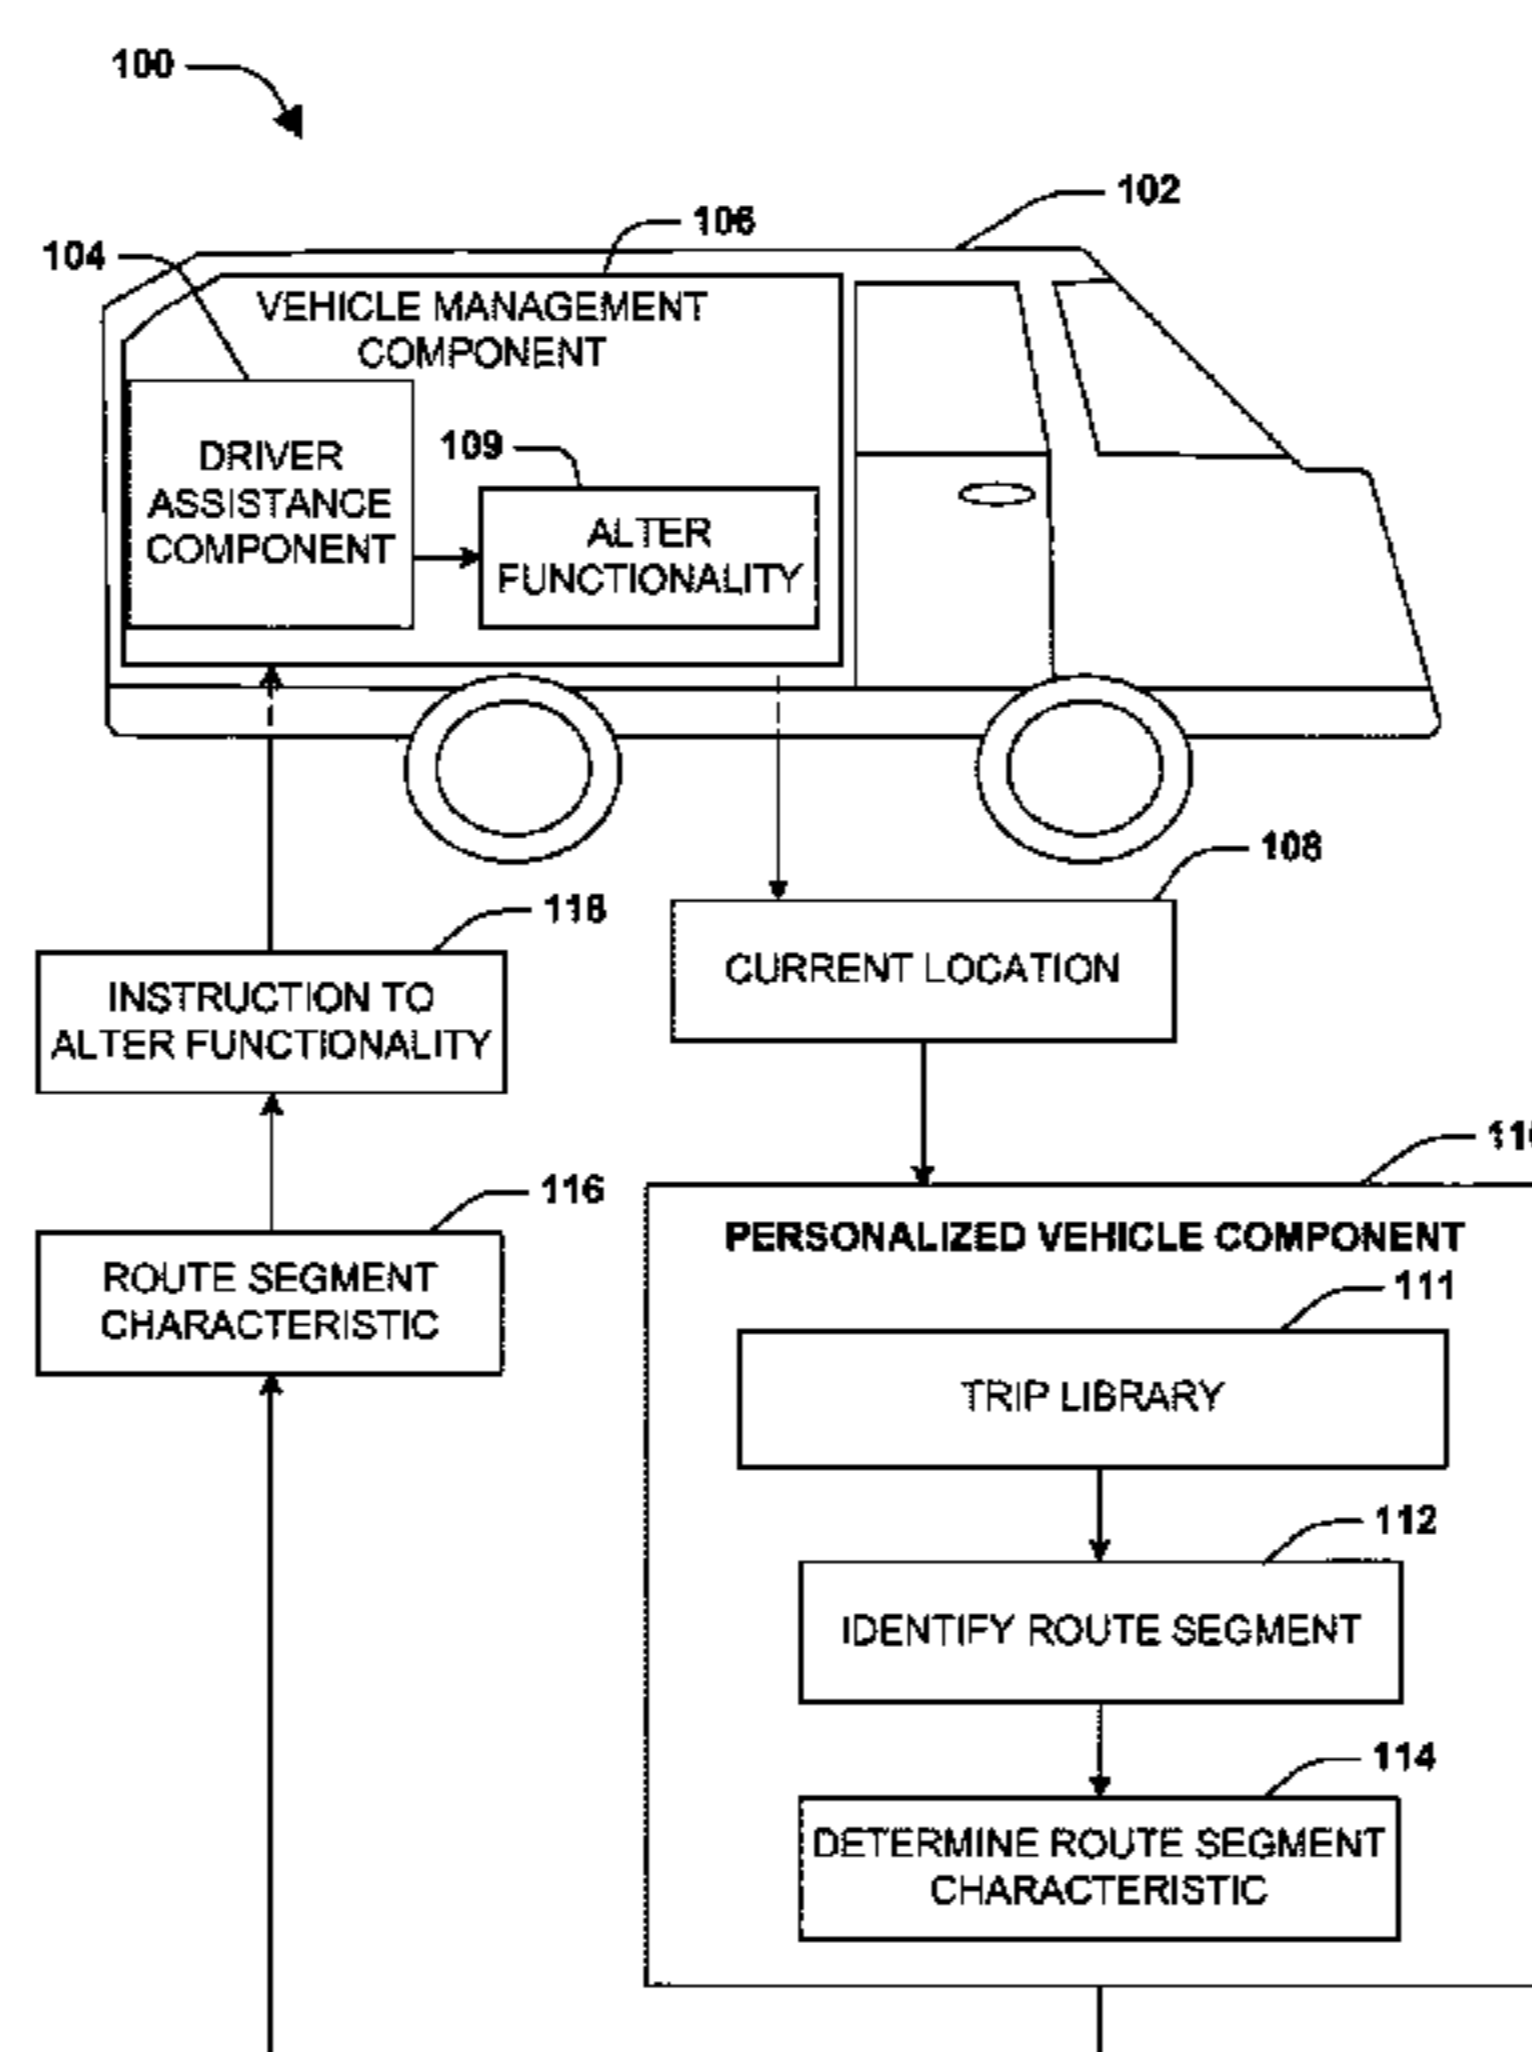 100
102
106
104
VEHICLE MANAGEMENT
COMPONENT
DRIVER
ASSISTANCE
COMPONENT
109
ALTER
FUNCTIONALITY
108
118
CURRENT LOCATION
INSTRUCTION TO
ALTER FUNCTIONALITY
116
PERSONALIZED VEHICLE COMPONENT
ROUTE SEGMENT
CHARACTERISTIC
111
TRIP LIBRARY
112
IDENTIFY ROUTE SEGMENT
114
DETERMINE ROUTE SEGMENT
CHARACTERISTIC